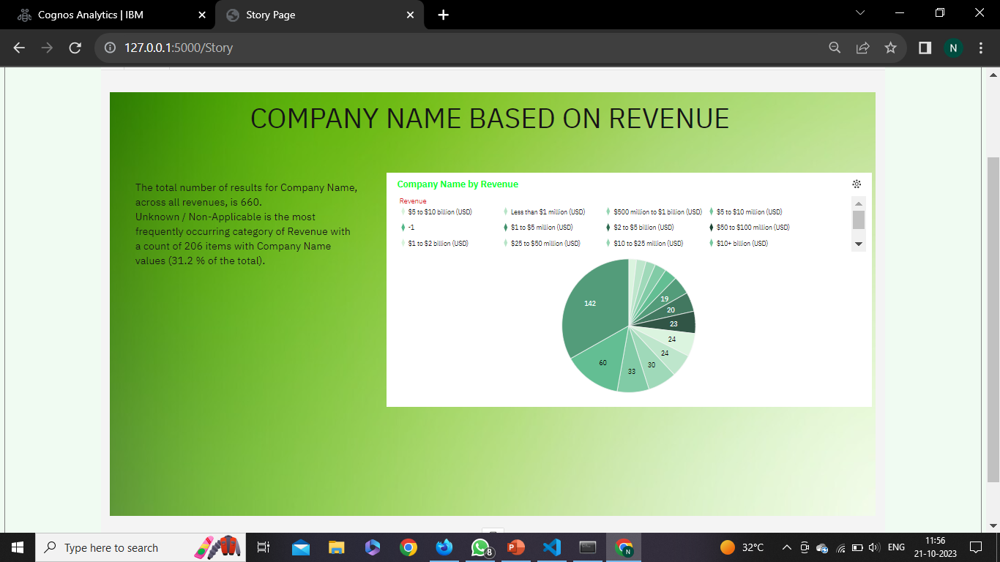 Cognos Analytics | IBM
Story Page
127.0.0.1:5000/Story
N
COMPANY NAME BASED ON REVENUE
The total number of results for Company Name,
across all revenues, is 660.
Unknown / Non-Applicable is the most
frequently occurring category of Revenue with
a count of 206 items with Company Name
values (31.2 % of the total).
Company Name by Revenue
Revenue
$5 to $10 billion (USD) Less than $1 million (USD) $500 million to $1 billion (USD) $5 to $10 million (USD)
-1 $1 to $5 million (USD) $2 to $5 billion (USD) $50 to $100 million (USD)
$1 to $2 billion (USD) $25 to $50 million (USD) $10 to $25 million (USD) $10+ billion (USD)
19
142
20
23
24
24
60
30
33
Type here to search
8
N
32°C
ENG
11:56
21-10-2023